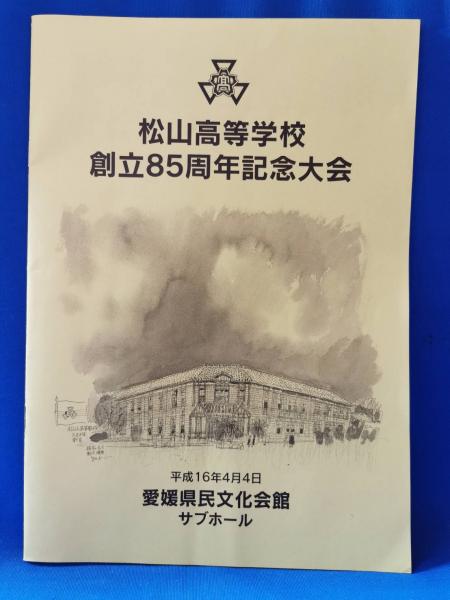 髙
松山高等学校
創立85周年記念大会
平成16年4月4日
愛媛県民文化会館
サブホール